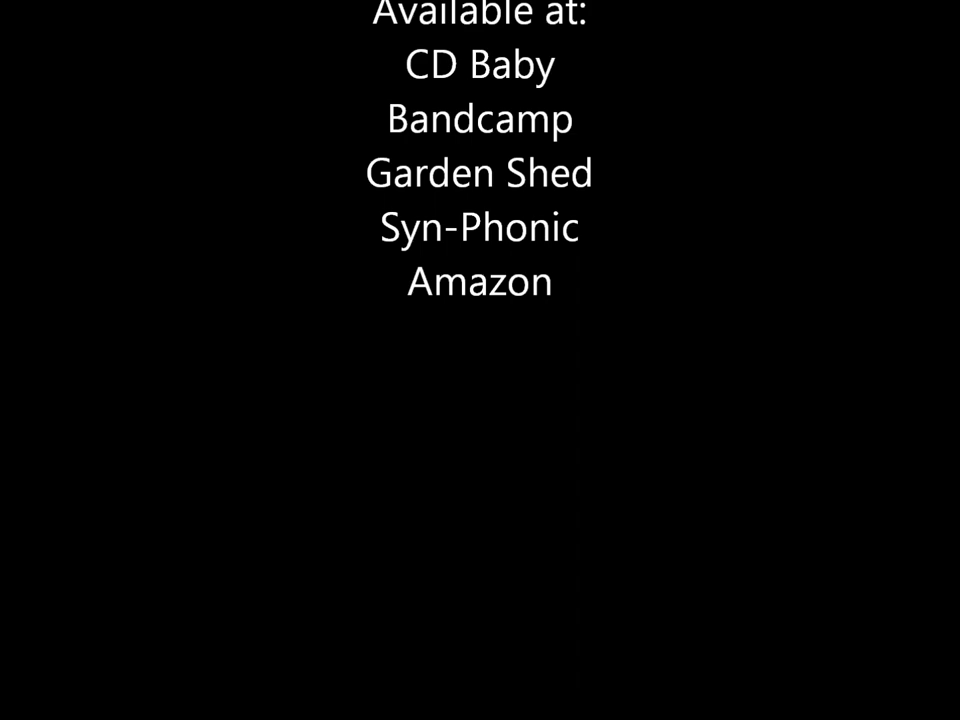 Available at:
CD Baby
Bandcamp
Garden Shed
Syn-Phonic
Amazon